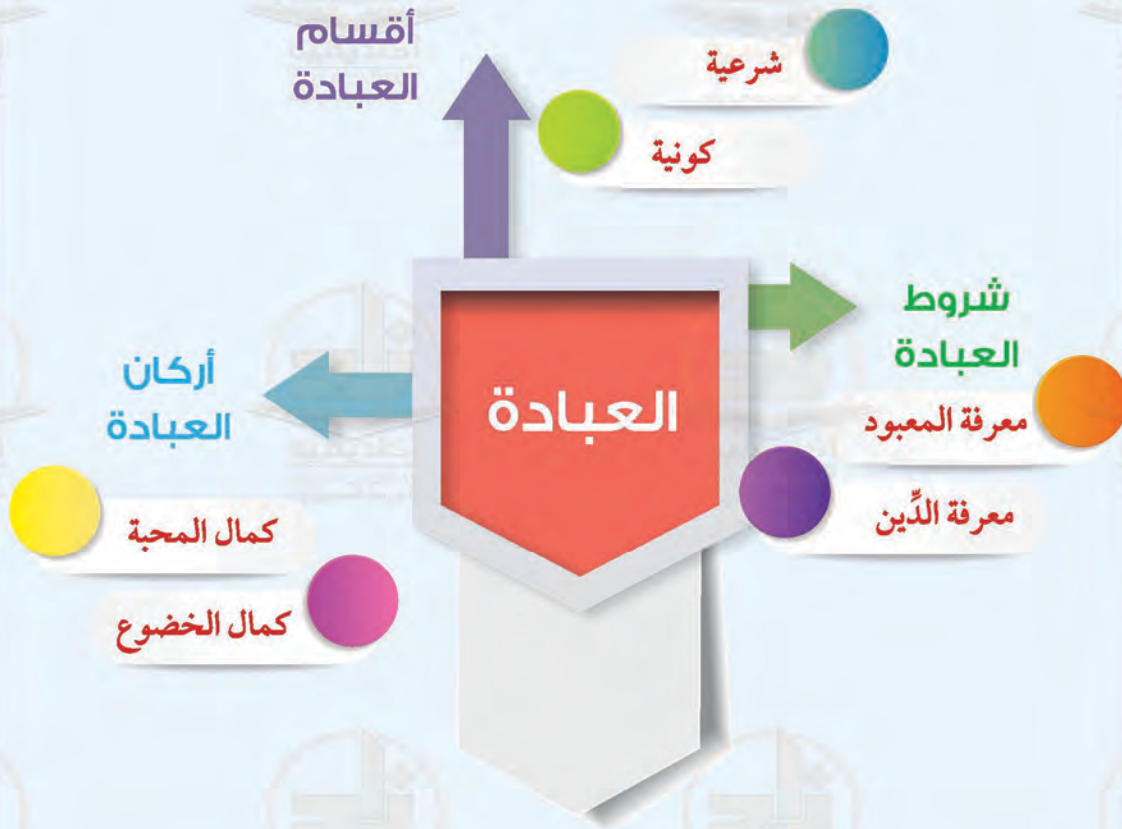 أقسام
العبادة
شرعية
كونية
شروط
العبادة
معرفة المعبود
معرفة الدِّين
العبادة
أركان
العبادة
كمال المحبة
كمال الخضوع